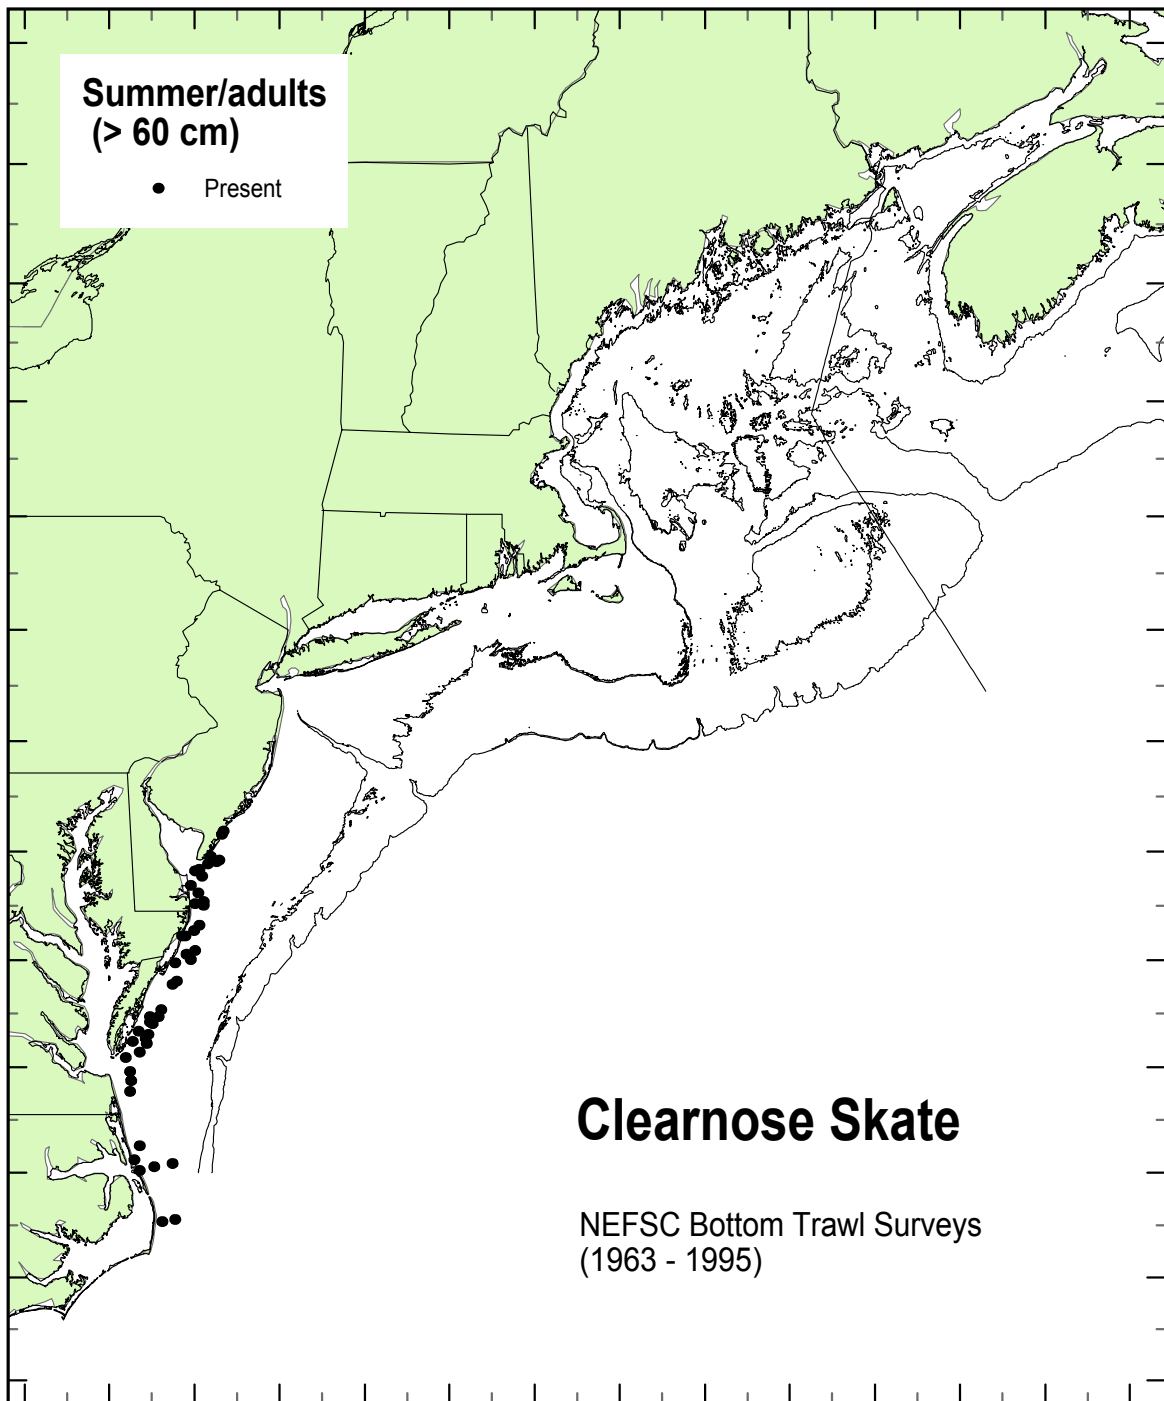 Summer/adults
(> 60 cm)
Present
Clearnose Skate
NEFSC Bottom Trawl Surveys
(1963 - 1995)